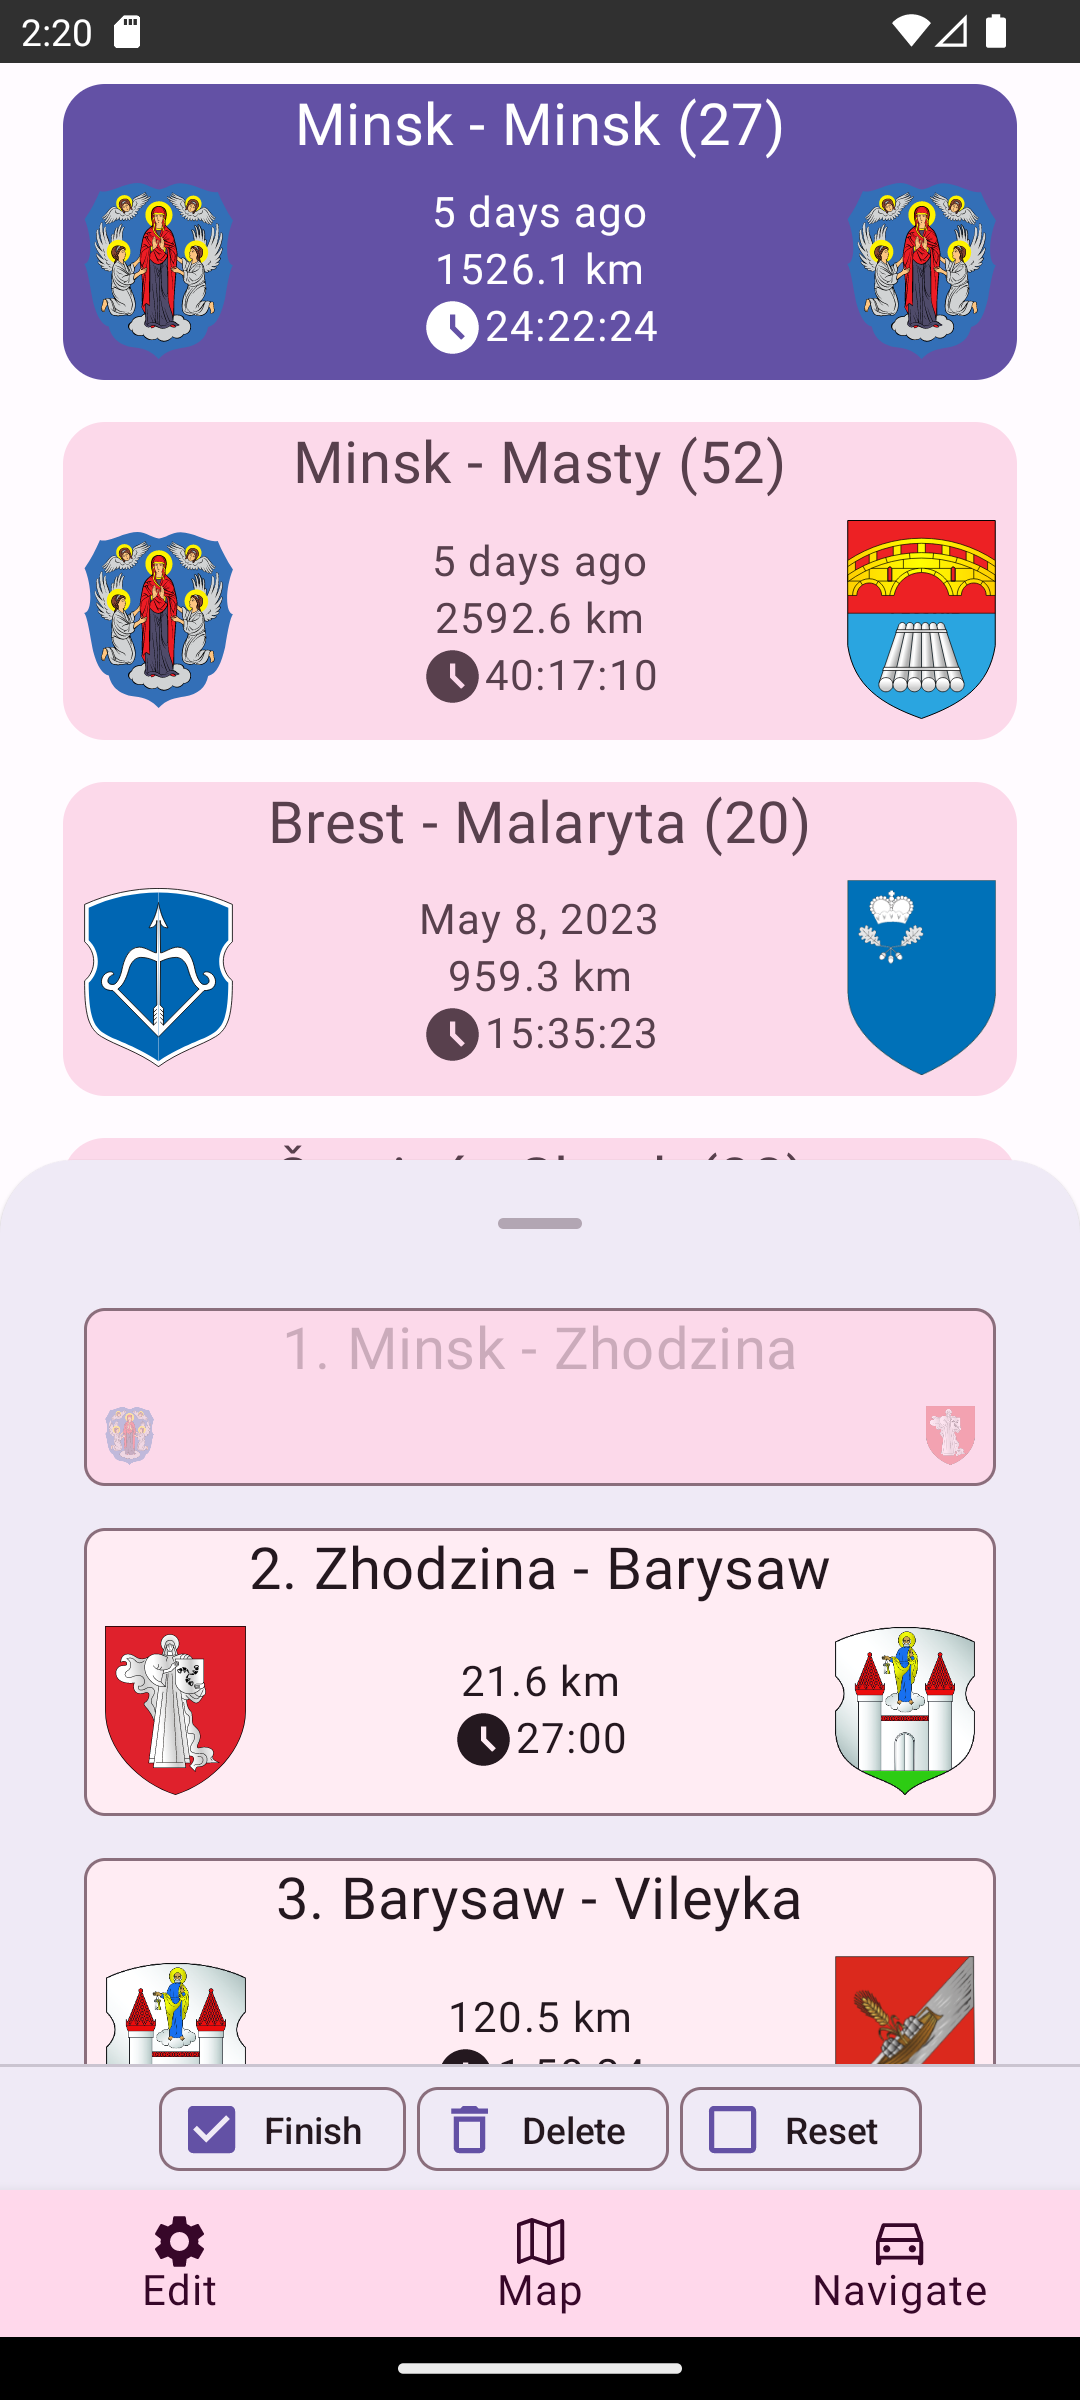 2:20
Minsk - Minsk (27)
5 days ago
1526.1 km
24:22:24
Minsk - Masty (52)
5 days ago
2592.6 km
40:17:10
Brest - Malaryta (20)
May 8, 2023
959.3 km
15:35:23
1. Minsk - Zhodzina
2. Zhodzina - Barysaw
21.6 km
27:00
3. Barysaw - Vileyka
120.5 km
Finish
Delete
Reset
Edit
Map
Navigate